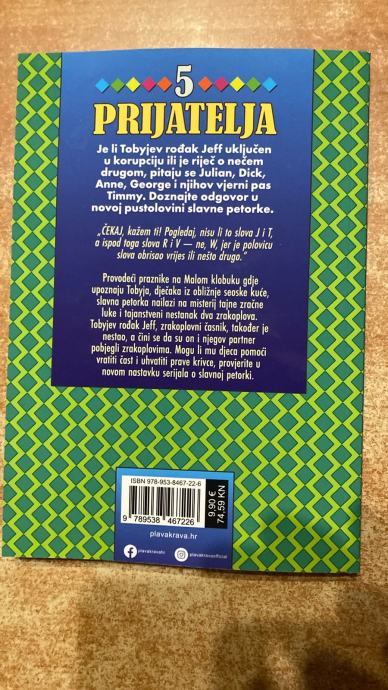 5
PRIJATELJA
Je li Tobyjev rođak Jeff uključen
u korupciju ili je riječ o nečem
drugom, pitaju se Julian, Dick,
Anne, George i njihov vjerni pas
Timmy. Doznajte odgovor u
novoj pustolovini slavne petorke.
„ČEKAJ, kažem ti! Pogledaj, nisu li to slova J i T,
a ispod toga slova R i V — ne, W, jer je polovicu
slova obrisao vrijes ili nešto drugo.“
Provodeći praznike na Malom klobuku gdje
upoznaju Tobyja, dječaka iz obližnje seoske kuće,
slavna petorka nailazi na misterij tajne zračne
luke i tajanstveni nestanak dva zrakoplova.
Tobyjev rođak Jeff, zrakoplovni časnik, također je
nestao, a čini se da su on i njegov partner
pobjegli zrakoplovima. Mogu li mu djeca pomoći
vratiti čast i uhvatiti prave krivce, provjerite u
novom nastavku serijala o slavnoj petorki.
ISBN 978-953-8467-22-6
9 789538 467226
9,90 €
74,59 KN
plavakrava.hr
plavakravahr
plavakravaofficial